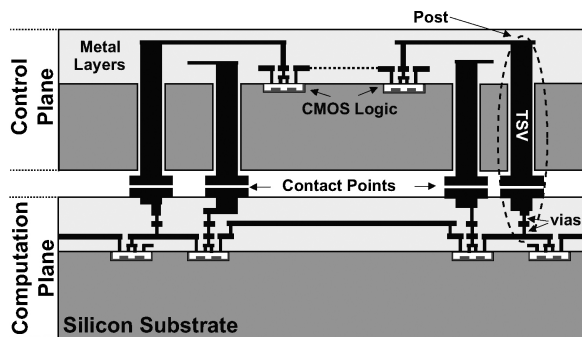 Post
Metal
Layers
Control
Plane
CMOS Logic
TSV
Contact Points
vias
Computation
Plane
Silicon Substrate